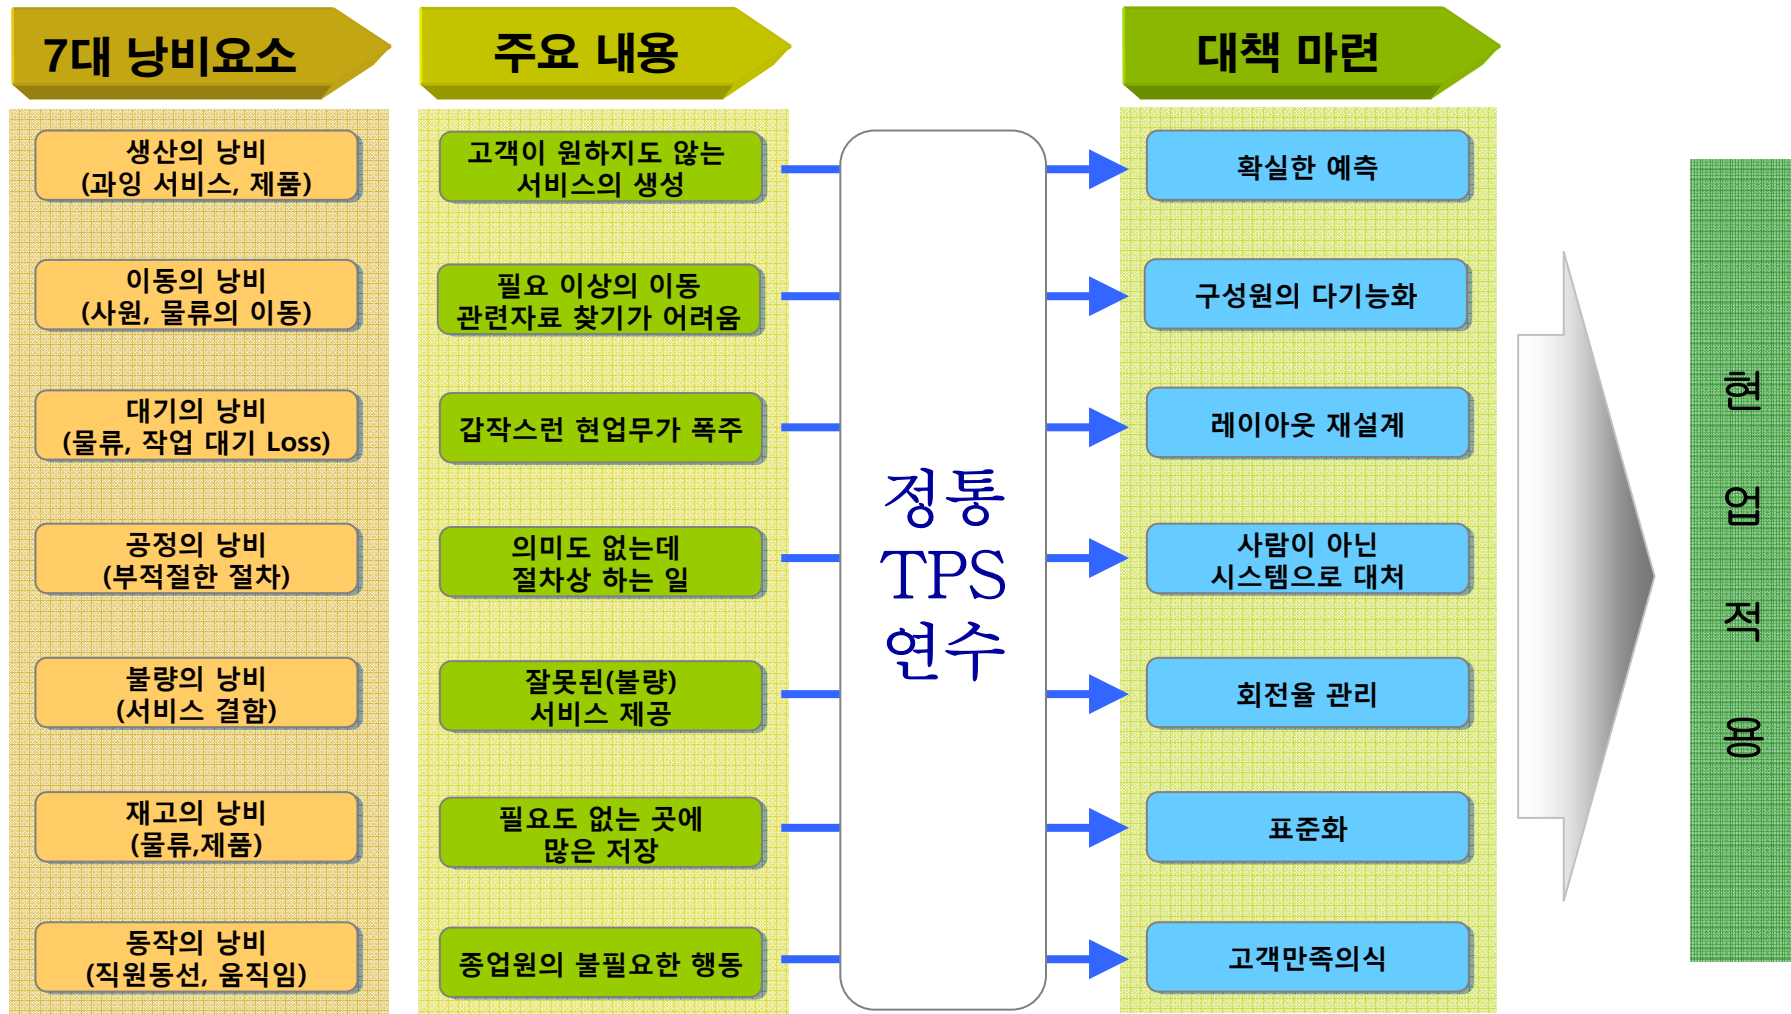 7대 낭비요소
주요 내용
대책 마련
생산의 낭비
(과잉 서비스, 제품)
고객이 원하지도 않는
서비스의 생성
확실한 예측
이동의 낭비
(사원, 물류의 이동)
필요 이상의 이동
관련자료 찾기가 어려움
구성원의 다기능화
대기의 낭비
(물류, 작업 대기 Loss)
갑작스런 현업무가 폭주
레이아웃 재설계
공정의 낭비
(부적절한 절차)
의미도 없는데
절차상 하는 일
사람이 아닌
시스템으로 대처
불량의 낭비
(서비스 결함)
잘못된(불량)
서비스 제공
회전율 관리
재고의 낭비
(물류,제품)
필요도 없는 곳에
많은 저장
표준화
동작의 낭비
(직원동선, 움직임)
종업원의 불필요한 행동
고객만족의식
정통
TPS
연수
현
업
적
용